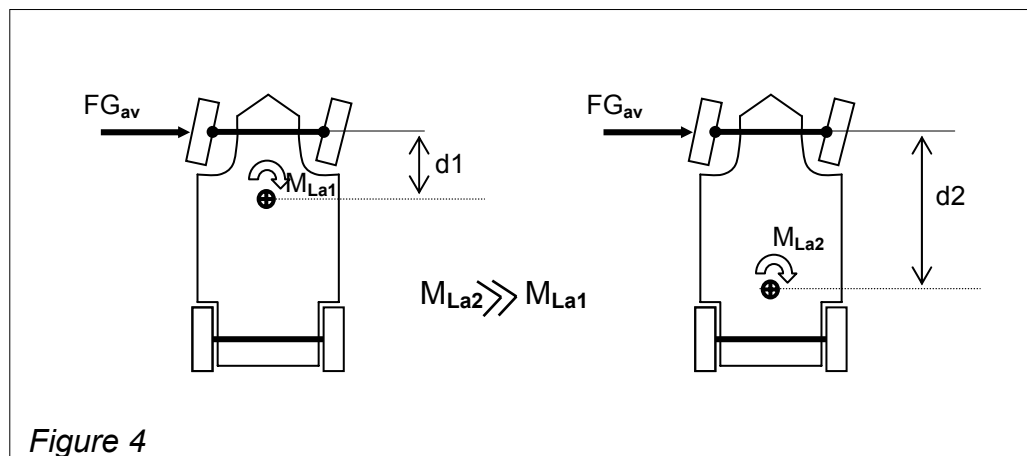 FGav
d1
MLa1
MLa2 >> MLa1
FGav
d2
MLa2
Figure 4